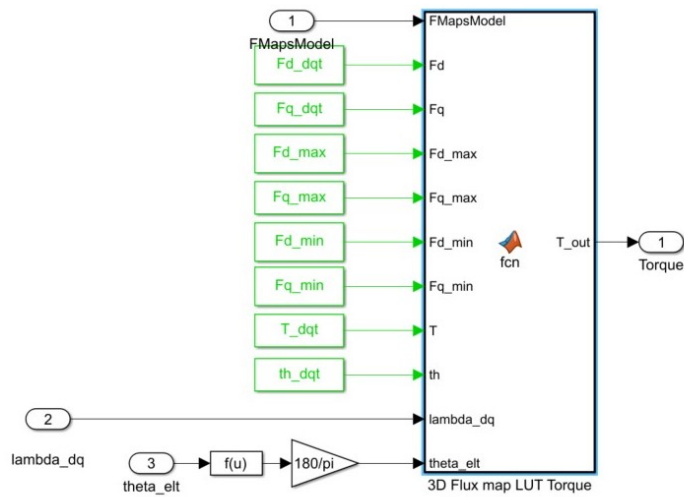 1
FMapsModel
FMapsModel
Fd_dqt
Fd
Fq_dqt
Fq
Fd_max
Fd_max
Fq_max
Fq_max
Fd_min
Fd_min
fcn
T_out
1
Torque
Fq_min
Fq_min
T_dqt
T
th_dqt
th
2
lambda_dq
lambda_dq
3
theta_elt
f(u)
180/pi
theta_elt
3D Flux map LUT Torque